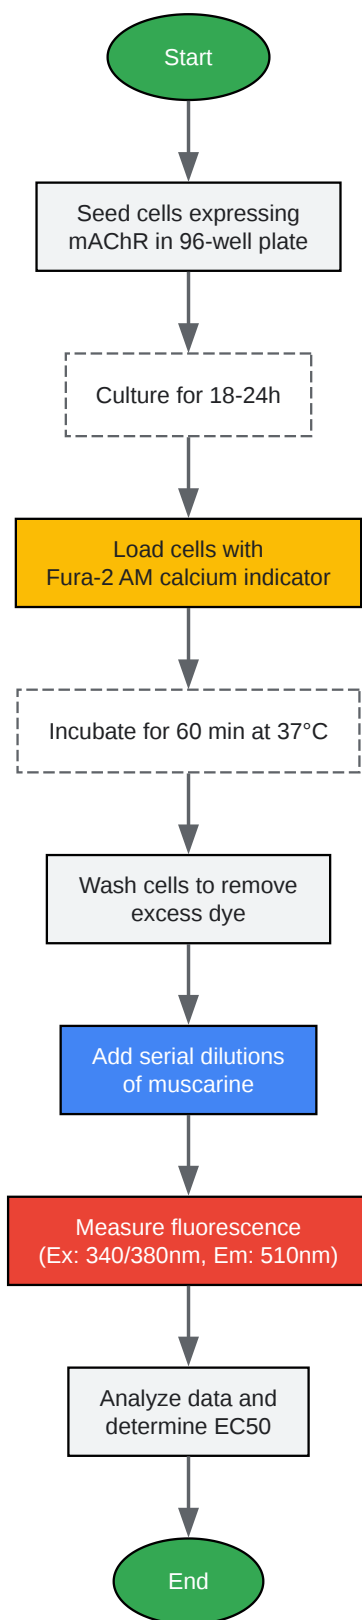 Start
Seed cells expressing
mAChR in 96-well plate
Culture for 18-24h
Load cells with
Fura-2 AM calcium indicator
Incubate for 60 min at 37°C
Wash cells to remove
excess dye
Add serial dilutions
of muscarine
Measure fluorescence
(Ex: 340/380nm, Em: 510nm)
Analyze data and
determine EC50
End